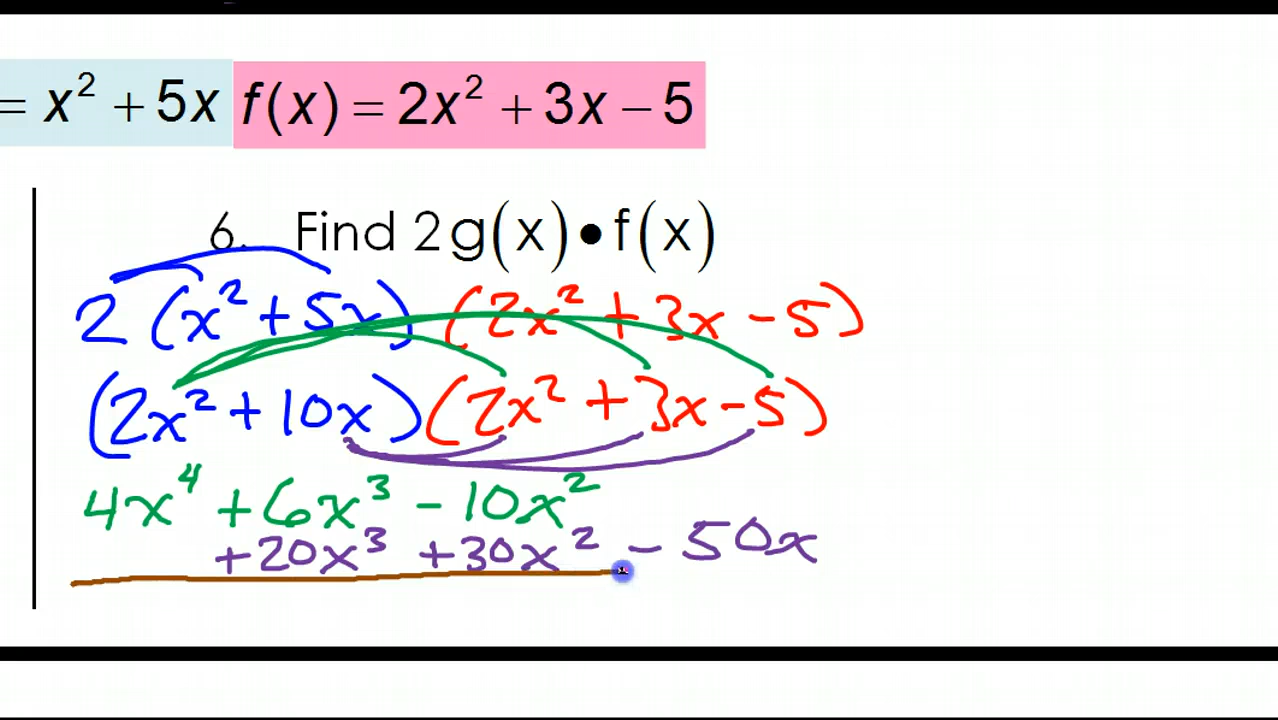 = x² + 5x f(x) = 2x² + 3x − 5
6. Find 2g(x)•f(x)
2(x²+5x) (2x²+3x-5)
(2x²+10x)(2x²+3x-5)
4x⁴ +6x³ -10x²
+20x³ +30x² - 50x